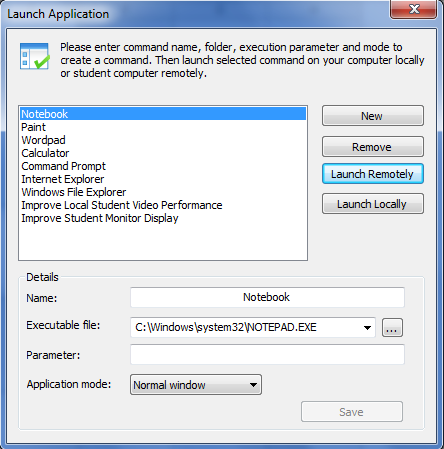 Launch Application
Please enter command name, folder, execution parameter and mode to
create a command. Then launch selected command on your computer locally
or student computer remotely.
Notebook
Paint
Wordpad
Calculator
Command Prompt
Internet Explorer
Windows File Explorer
Improve Local Student Video Performance
Improve Student Monitor Display
New
Remove
Launch Remotely
Launch Locally
Details
Name:
Notebook
Executable file:
C:\Windows\system32\NOTEPAD.EXE
...
Parameter:
Application mode:
Normal window
Save